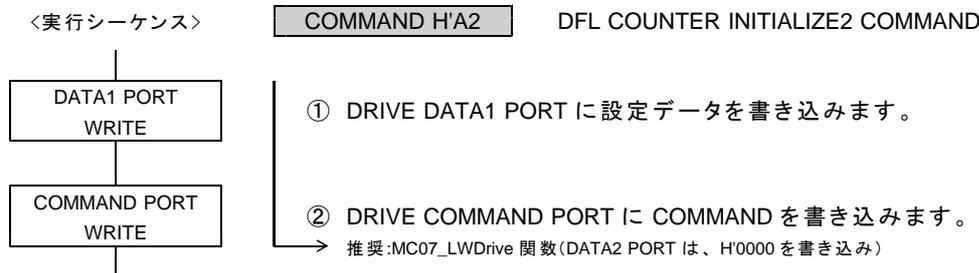 <実行シーケンス>
COMMAND H'A2 DFL COUNTER INITIALIZE2 COMMAND
DATA1 PORT
WRITE
① DRIVE DATA1 PORT に設定データを書き込みます。
COMMAND PORT
WRITE
② DRIVE COMMAND PORT に COMMAND を書き込みます。
推奨:MC07_LWDrive 関数(DATA2 PORT は、H'0000 を書き込み)